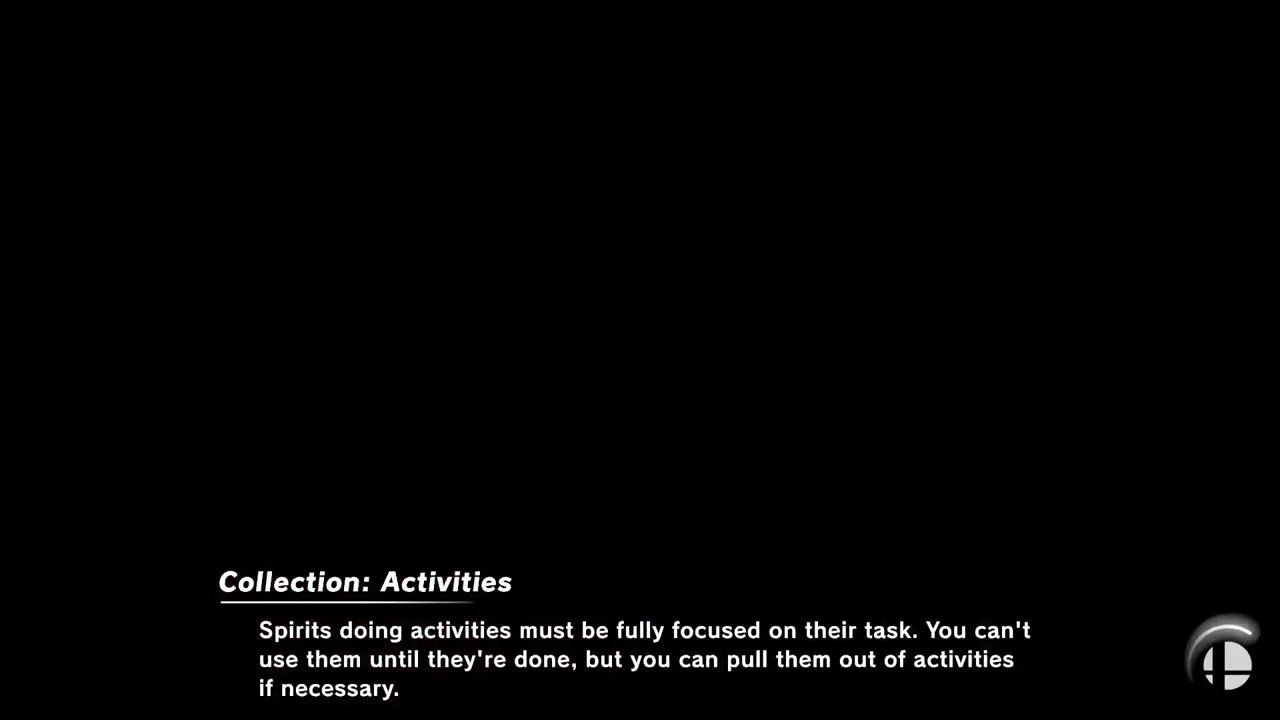 Collection: Activities
Spirits doing activities must be fully focused on their task. You can't
use them until they're done, but you can pull them out of activities
if necessary.